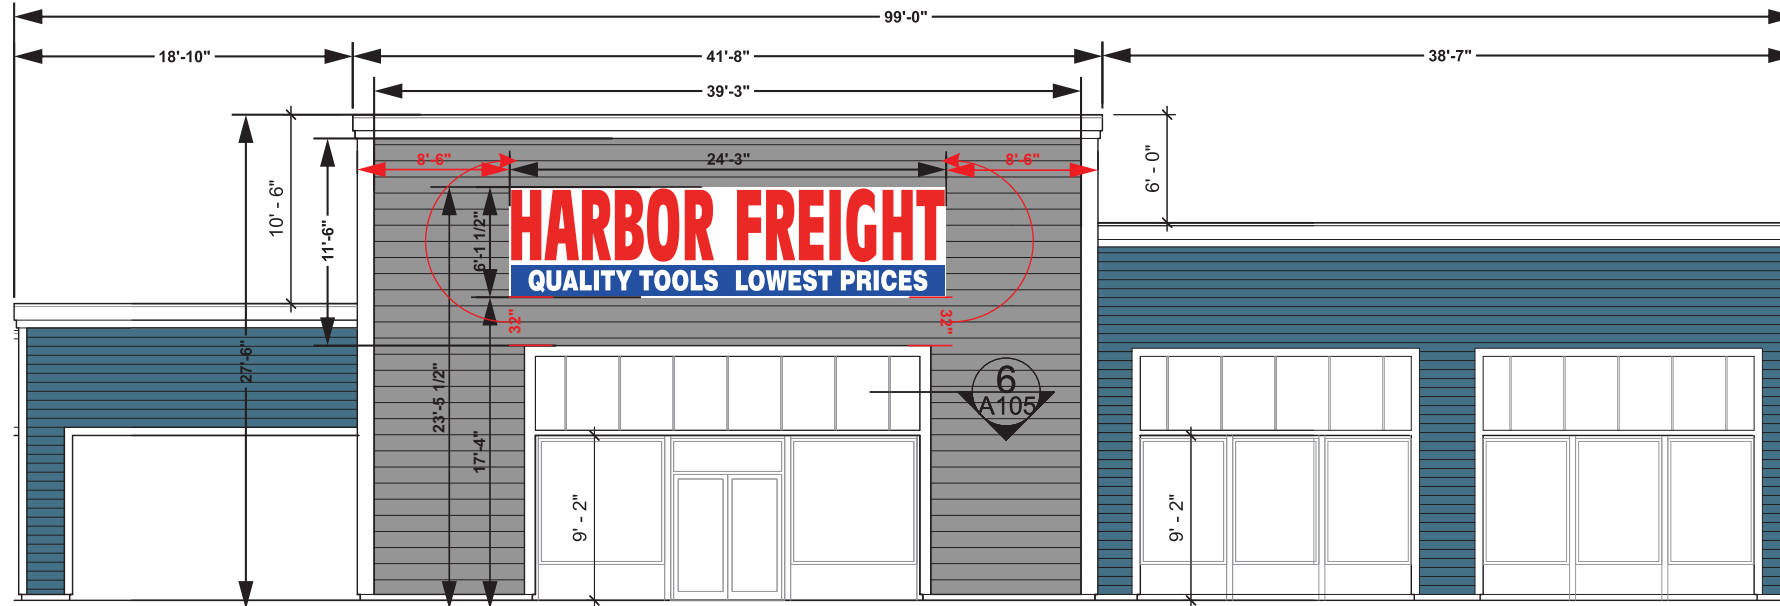 99'-0"
18'-10"
41'-8"
38'-7"
39'-3"
8'-6"
24'-3"
8'-6"
10' - 6"
11'-6"
6' - 0"
6'-1 1/2"
HARBOR FREIGHT
QUALITY TOOLS LOWEST PRICES
32"
32"
27'-6"
23'-5 1/2"
17'-4"
6
A105
9' - 2"
9' - 2"